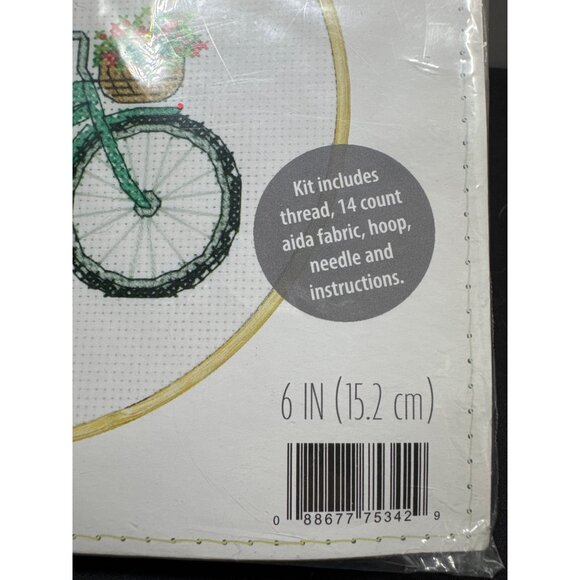 Kit includes
thread, 14 count
aida fabric, hoop,
needle and
instructions.
6 IN (15.2 cm)
0 88677 75342 9